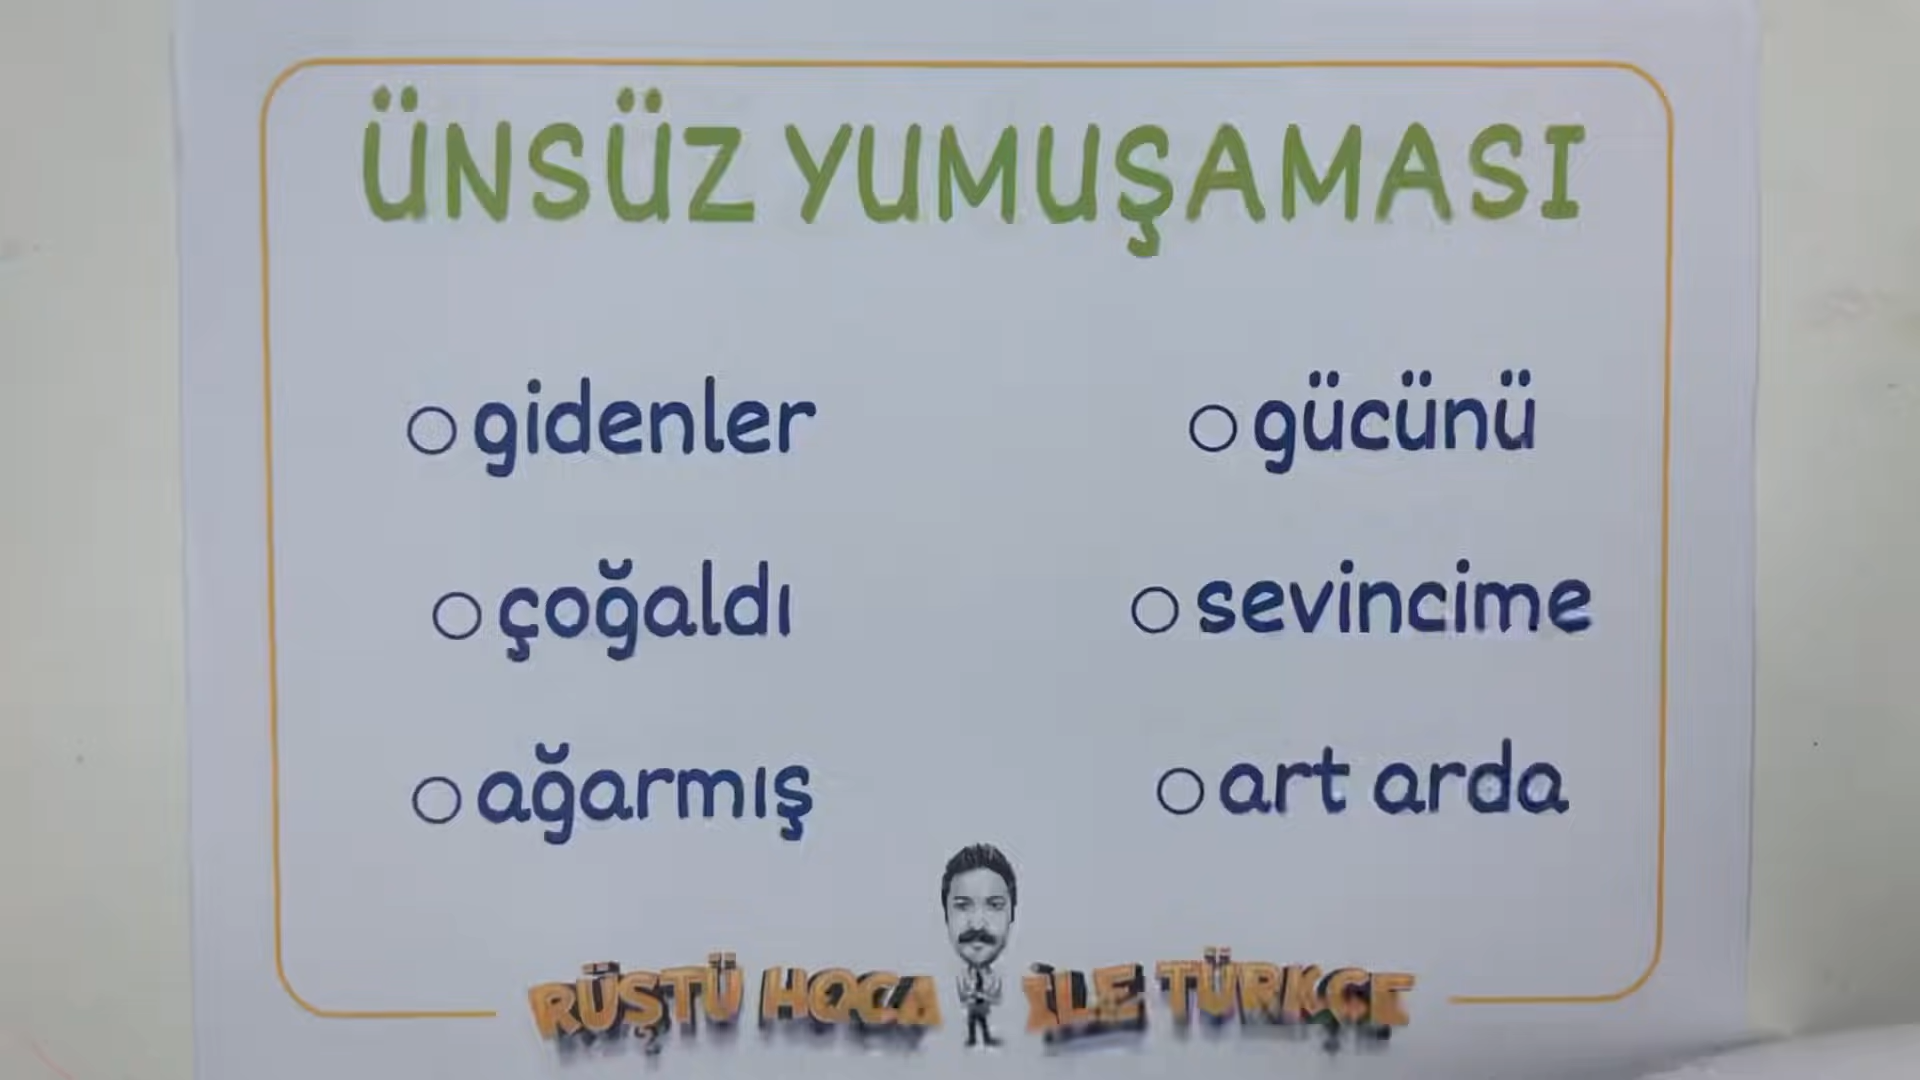 ÜNSÜZ YUMUŞAMASI
gidenler
gücünü
çoğaldı
sevincime
ağarmış
art arda
RÜŞTÜ HOCA İLE TÜRKÇE